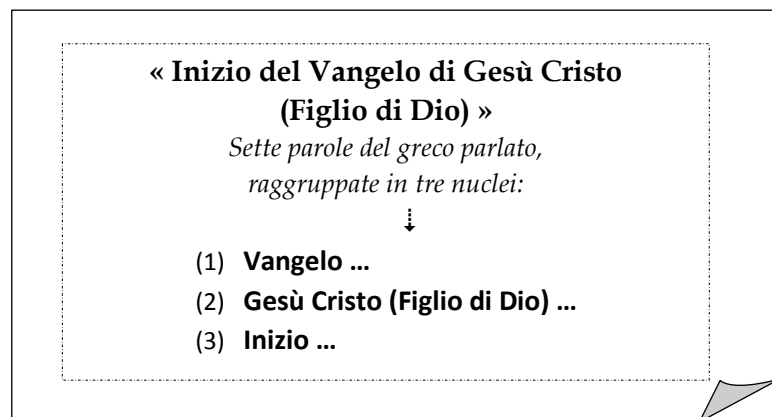 « Inizio del Vangelo di Gesù Cristo
(Figlio di Dio) »
Sette parole del greco parlato,
raggruppate in tre nuclei:
(1) Vangelo ...
(2) Gesù Cristo (Figlio di Dio) ...
(3) Inizio ...